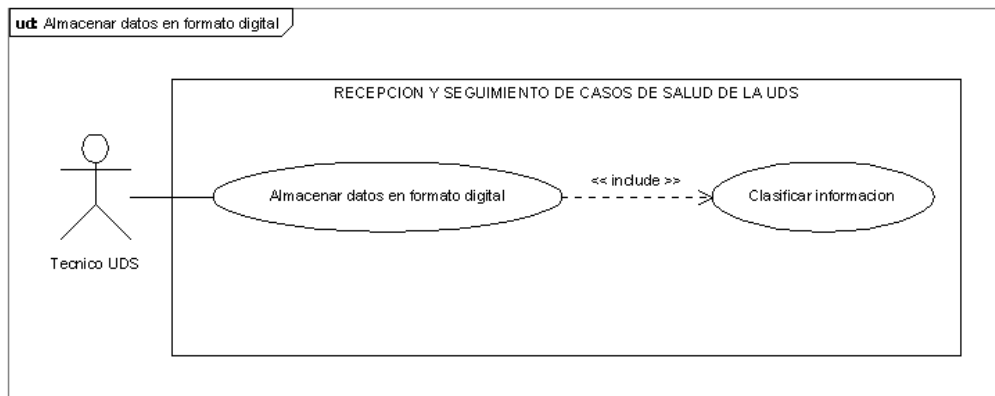 ud: Almacenar datos en formato digital
RECEPCION Y SEGUIMIENTO DE CASOS DE SALUD DE LA UDS
Almacenar datos en formato digital
<< include >>
Clasificar informacion
Tecnico UDS